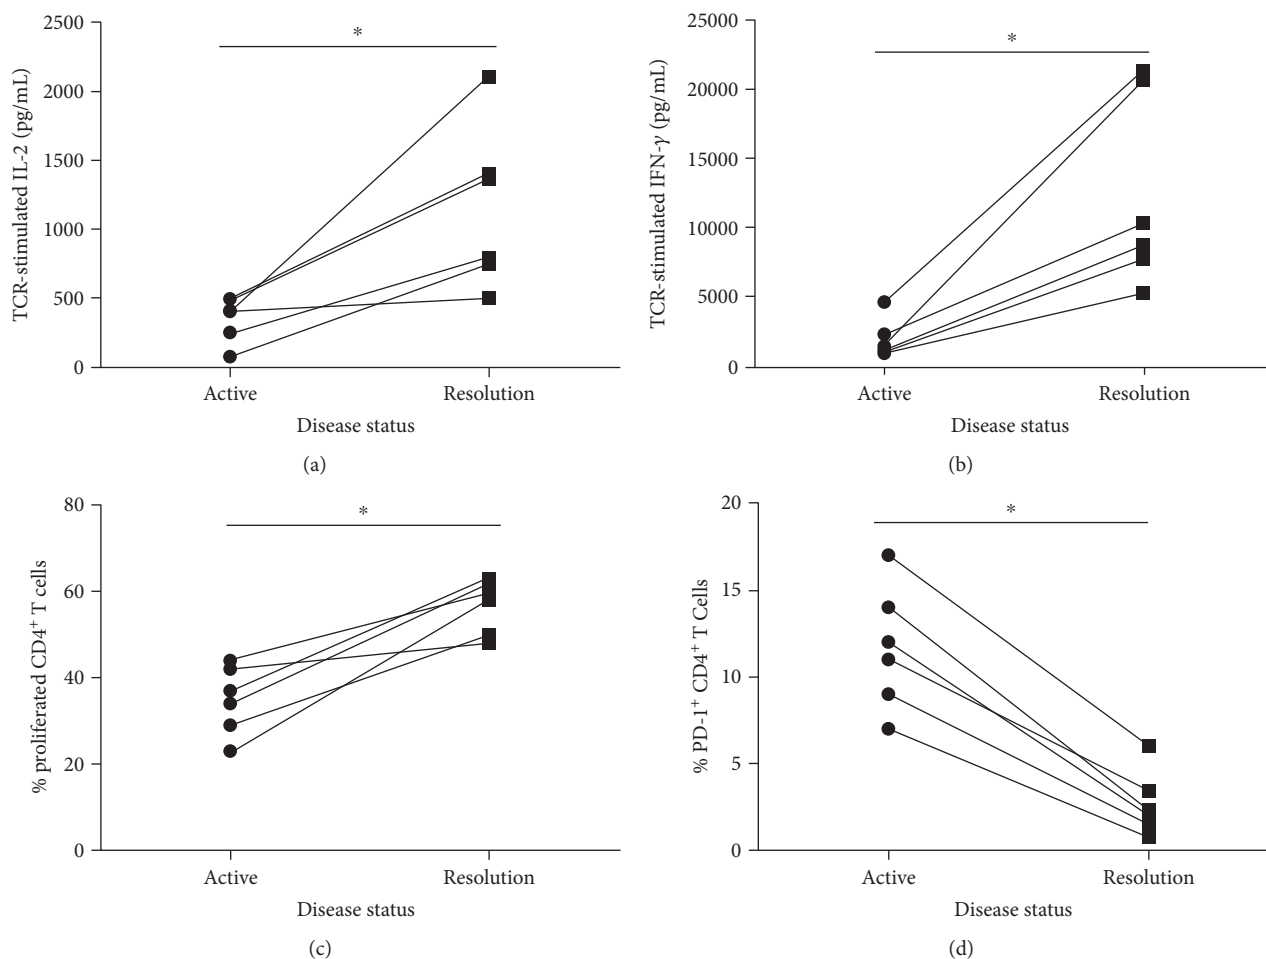 2500
2000
1500
1000
500
0
TCR-stimulated IL-2 (pg/mL)
*
Active
Resolution
Disease status
(a)
25000
20000
15000
10000
5000
0
TCR-stimulated IFN-γ (pg/mL)
*
Active
Resolution
Disease status
(b)
80
60
40
20
0
% proliferated CD4⁺ T cells
*
Active
Resolution
Disease status
(c)
20
15
10
5
0
% PD-1⁺ CD4⁺ T Cells
*
Active
Resolution
Disease status
(d)